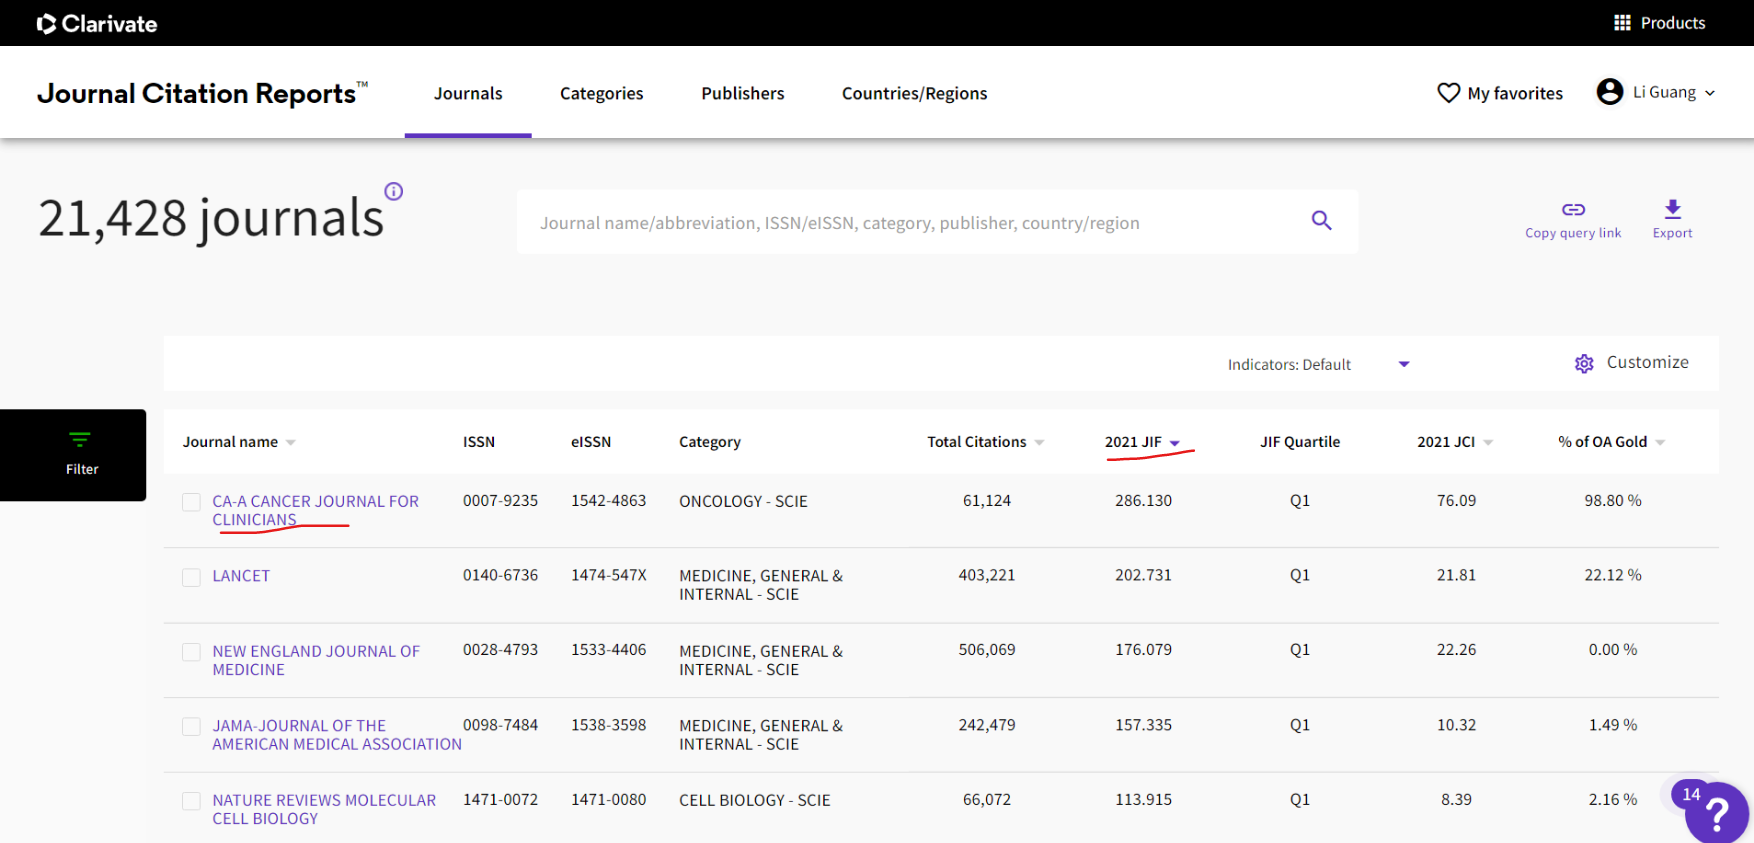 Clarivate
Products
Journal Citation Reports™
Journals
Categories
Publishers
Countries/Regions
My favorites
Li Guang
21,428 journals
Journal name/abbreviation, ISSN/eISSN, category, publisher, country/region
Copy query link
Export
Indicators: Default
Customize
Filter
Journal name ISSN eISSN Category Total Citations 2021 JIF JIF Quartile 2021 JCI % of OA Gold
CA-A CANCER JOURNAL FOR 0007-9235 1542-4863 ONCOLOGY - SCIE 61,124 286.130 Q1 76.09 98.80 %
CLINICIANS
LANCET 0140-6736 1474-547X MEDICINE, GENERAL & 403,221 202.731 Q1 21.81 22.12 %
INTERNAL - SCIE
NEW ENGLAND JOURNAL OF 0028-4793 1533-4406 MEDICINE, GENERAL & 506,069 176.079 Q1 22.26 0.00 %
MEDICINE INTERNAL - SCIE
JAMA-JOURNAL OF THE 0098-7484 1538-3598 MEDICINE, GENERAL & 242,479 157.335 Q1 10.32 1.49 %
AMERICAN MEDICAL ASSOCIATION INTERNAL - SCIE
NATURE REVIEWS MOLECULAR 1471-0072 1471-0080 CELL BIOLOGY - SCIE 66,072 113.915 Q1 8.39 2.16 %
CELL BIOLOGY
14
?